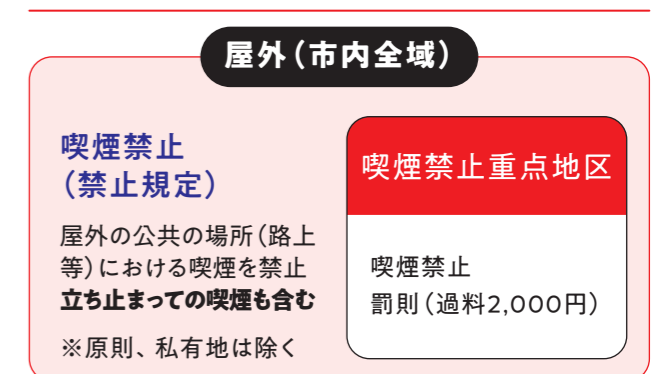 屋外（市内全域）
喫煙禁止
（禁止規定）
屋外の公共の場所（路上
等）における喫煙を禁止
立ち止まっての喫煙も含む
※原則、私有地は除く
喫煙禁止重点地区
喫煙禁止
罰則（過料2,000円）